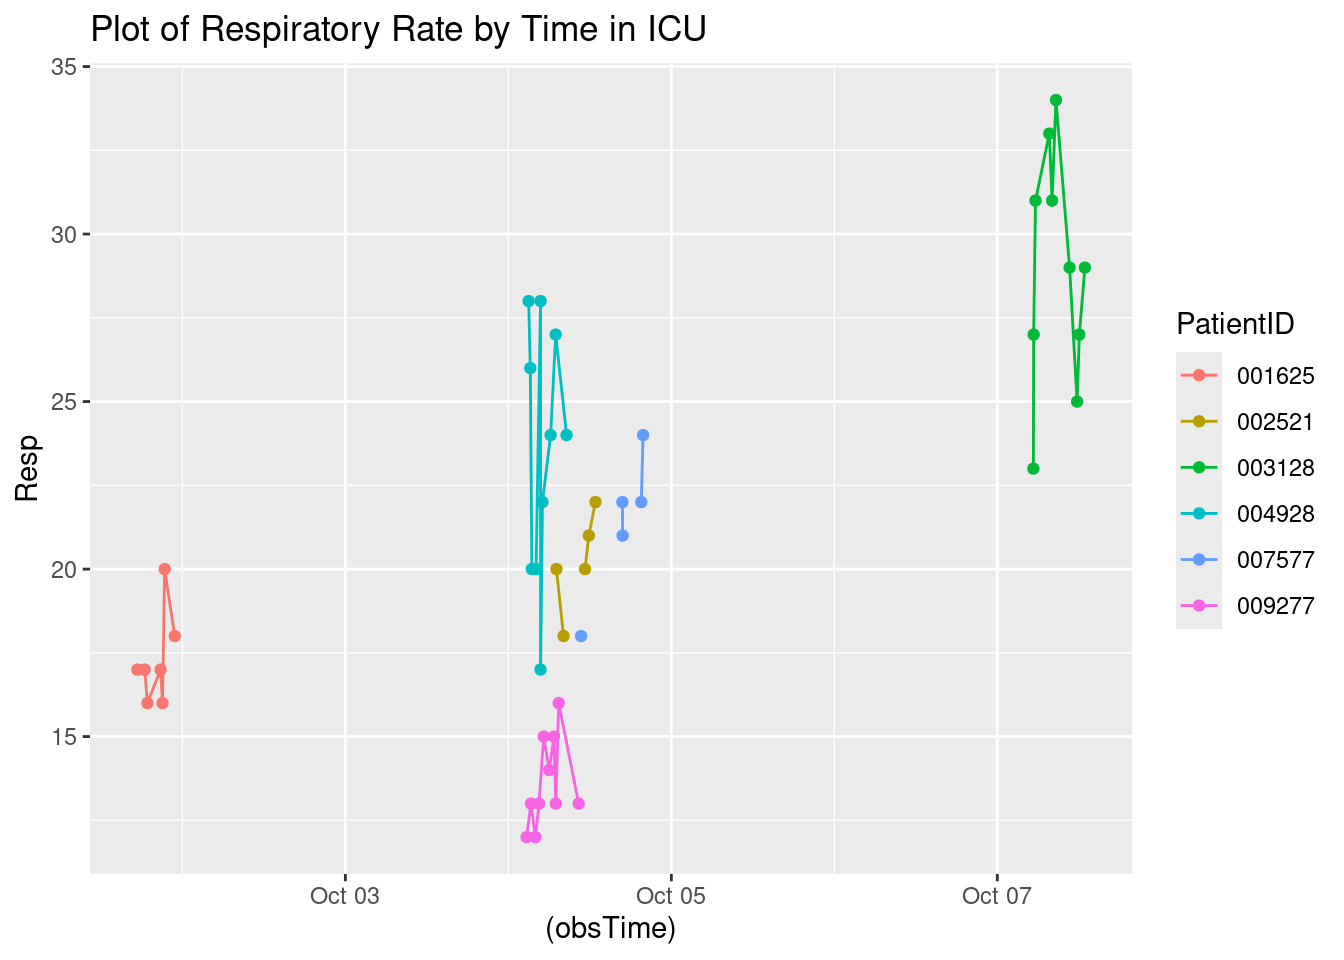 Plot of Respiratory Rate by Time in ICU
35
30
25
20
15
Resp
Oct 03
Oct 05
Oct 07
(obsTime)
PatientID
001625
002521
003128
004928
007577
009277